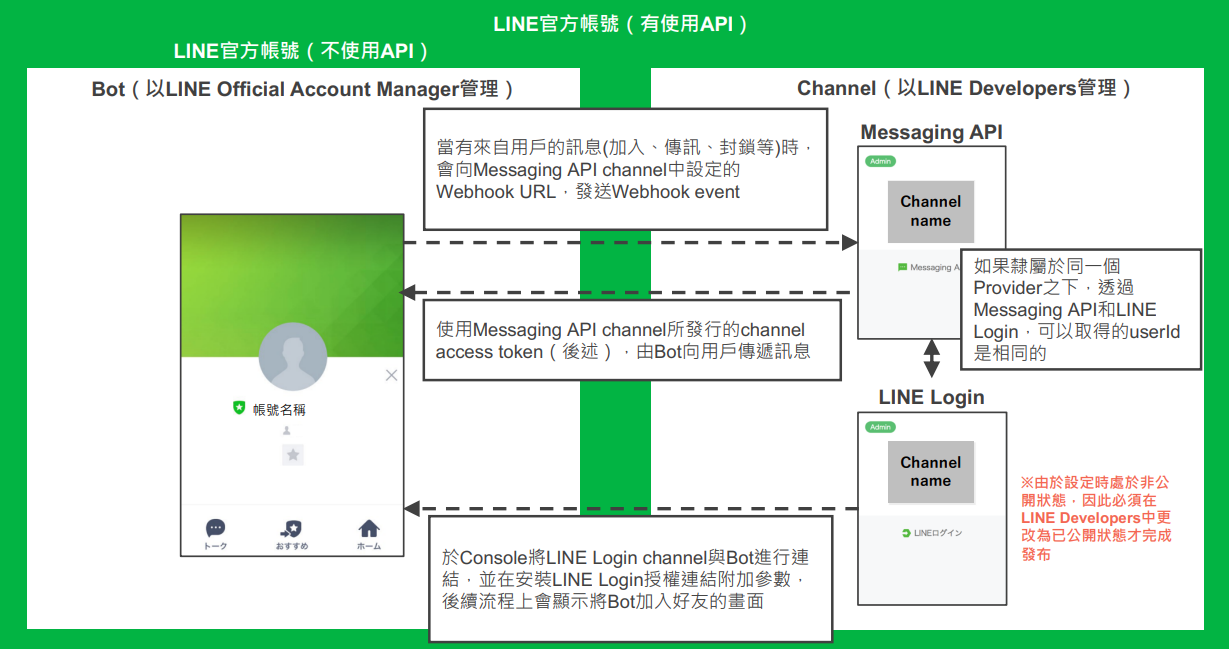 LINE官方帳號（有使用API）
LINE官方帳號（不使用API）
Bot（以LINE Official Account Manager管理）
Channel（以LINE Developers管理）
當有來自用戶的訊息(加入、傳訊、封鎖等)時，
會向Messaging API channel中設定的
Webhook URL，發送Webhook event
Messaging API
Admin
Channel
name
Messaging A
如果隸屬於同一個
Provider之下，透過
Messaging API和LINE
Login，可以取得的userId
是相同的
使用Messaging API channel所發行的channel
access token（後述），由Bot向用戶傳遞訊息
帳號名稱
トーク
おすすめ
ホーム
LINE Login
Admin
Channel
name
LINEログイン
※由於設定時處於非公
開狀態，因此必須在
LINE Developers中更
改為已公開狀態才完成
發布
於Console將LINE Login channel與Bot進行連
結，並在安裝LINE Login授權連結附加參數，
後續流程上會顯示將Bot加入好友的畫面